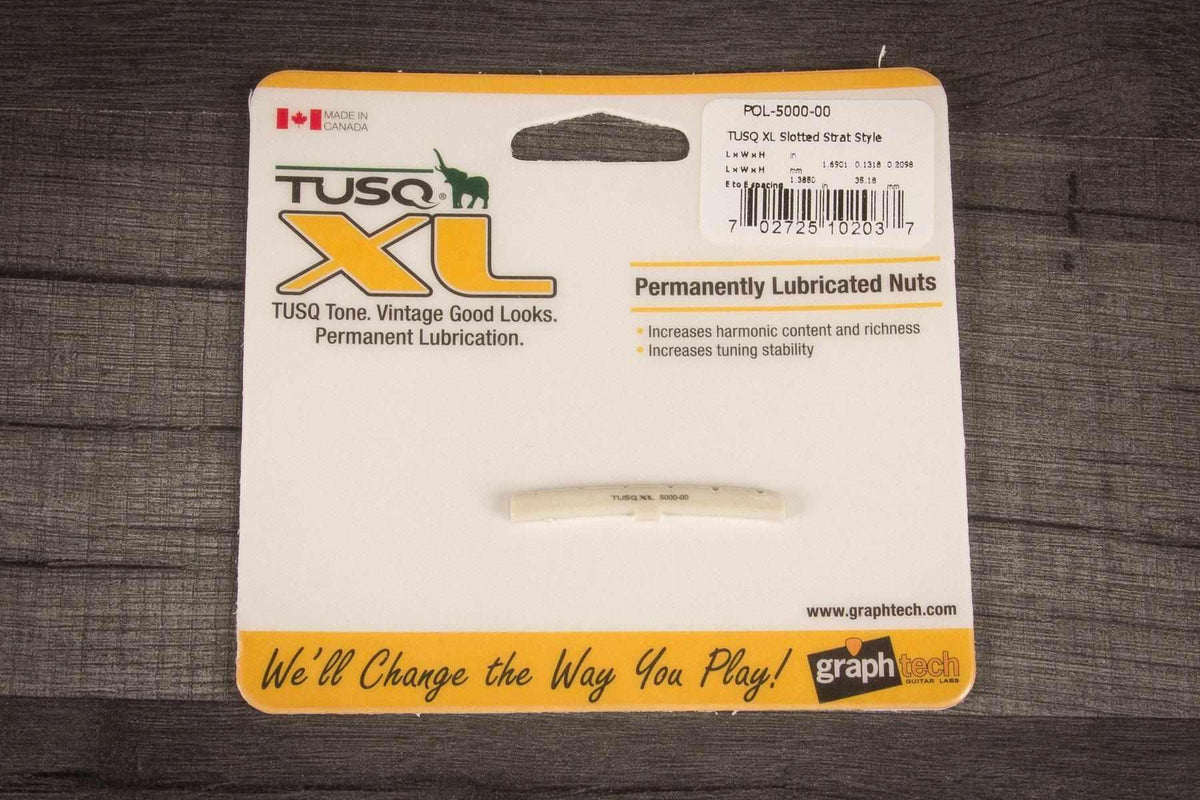 MADE IN
CANADA
TUSQ®
XL
TUSQ Tone. Vintage Good Looks.
Permanent Lubrication.
POL-5000-00
TUSQ XL Slotted Strat Style
L x W x H in
1.6901 0.1318 0.2098
L x W x H mm
E to E spacing 1.3850 in 35.18 mm
7 02725 10203 7
Permanently Lubricated Nuts
• Increases harmonic content and richness
• Increases tuning stability
TUSQ XL 5000-00
www.graphtech.com
We'll Change the Way You Play!
graph tech
GUITAR LABS